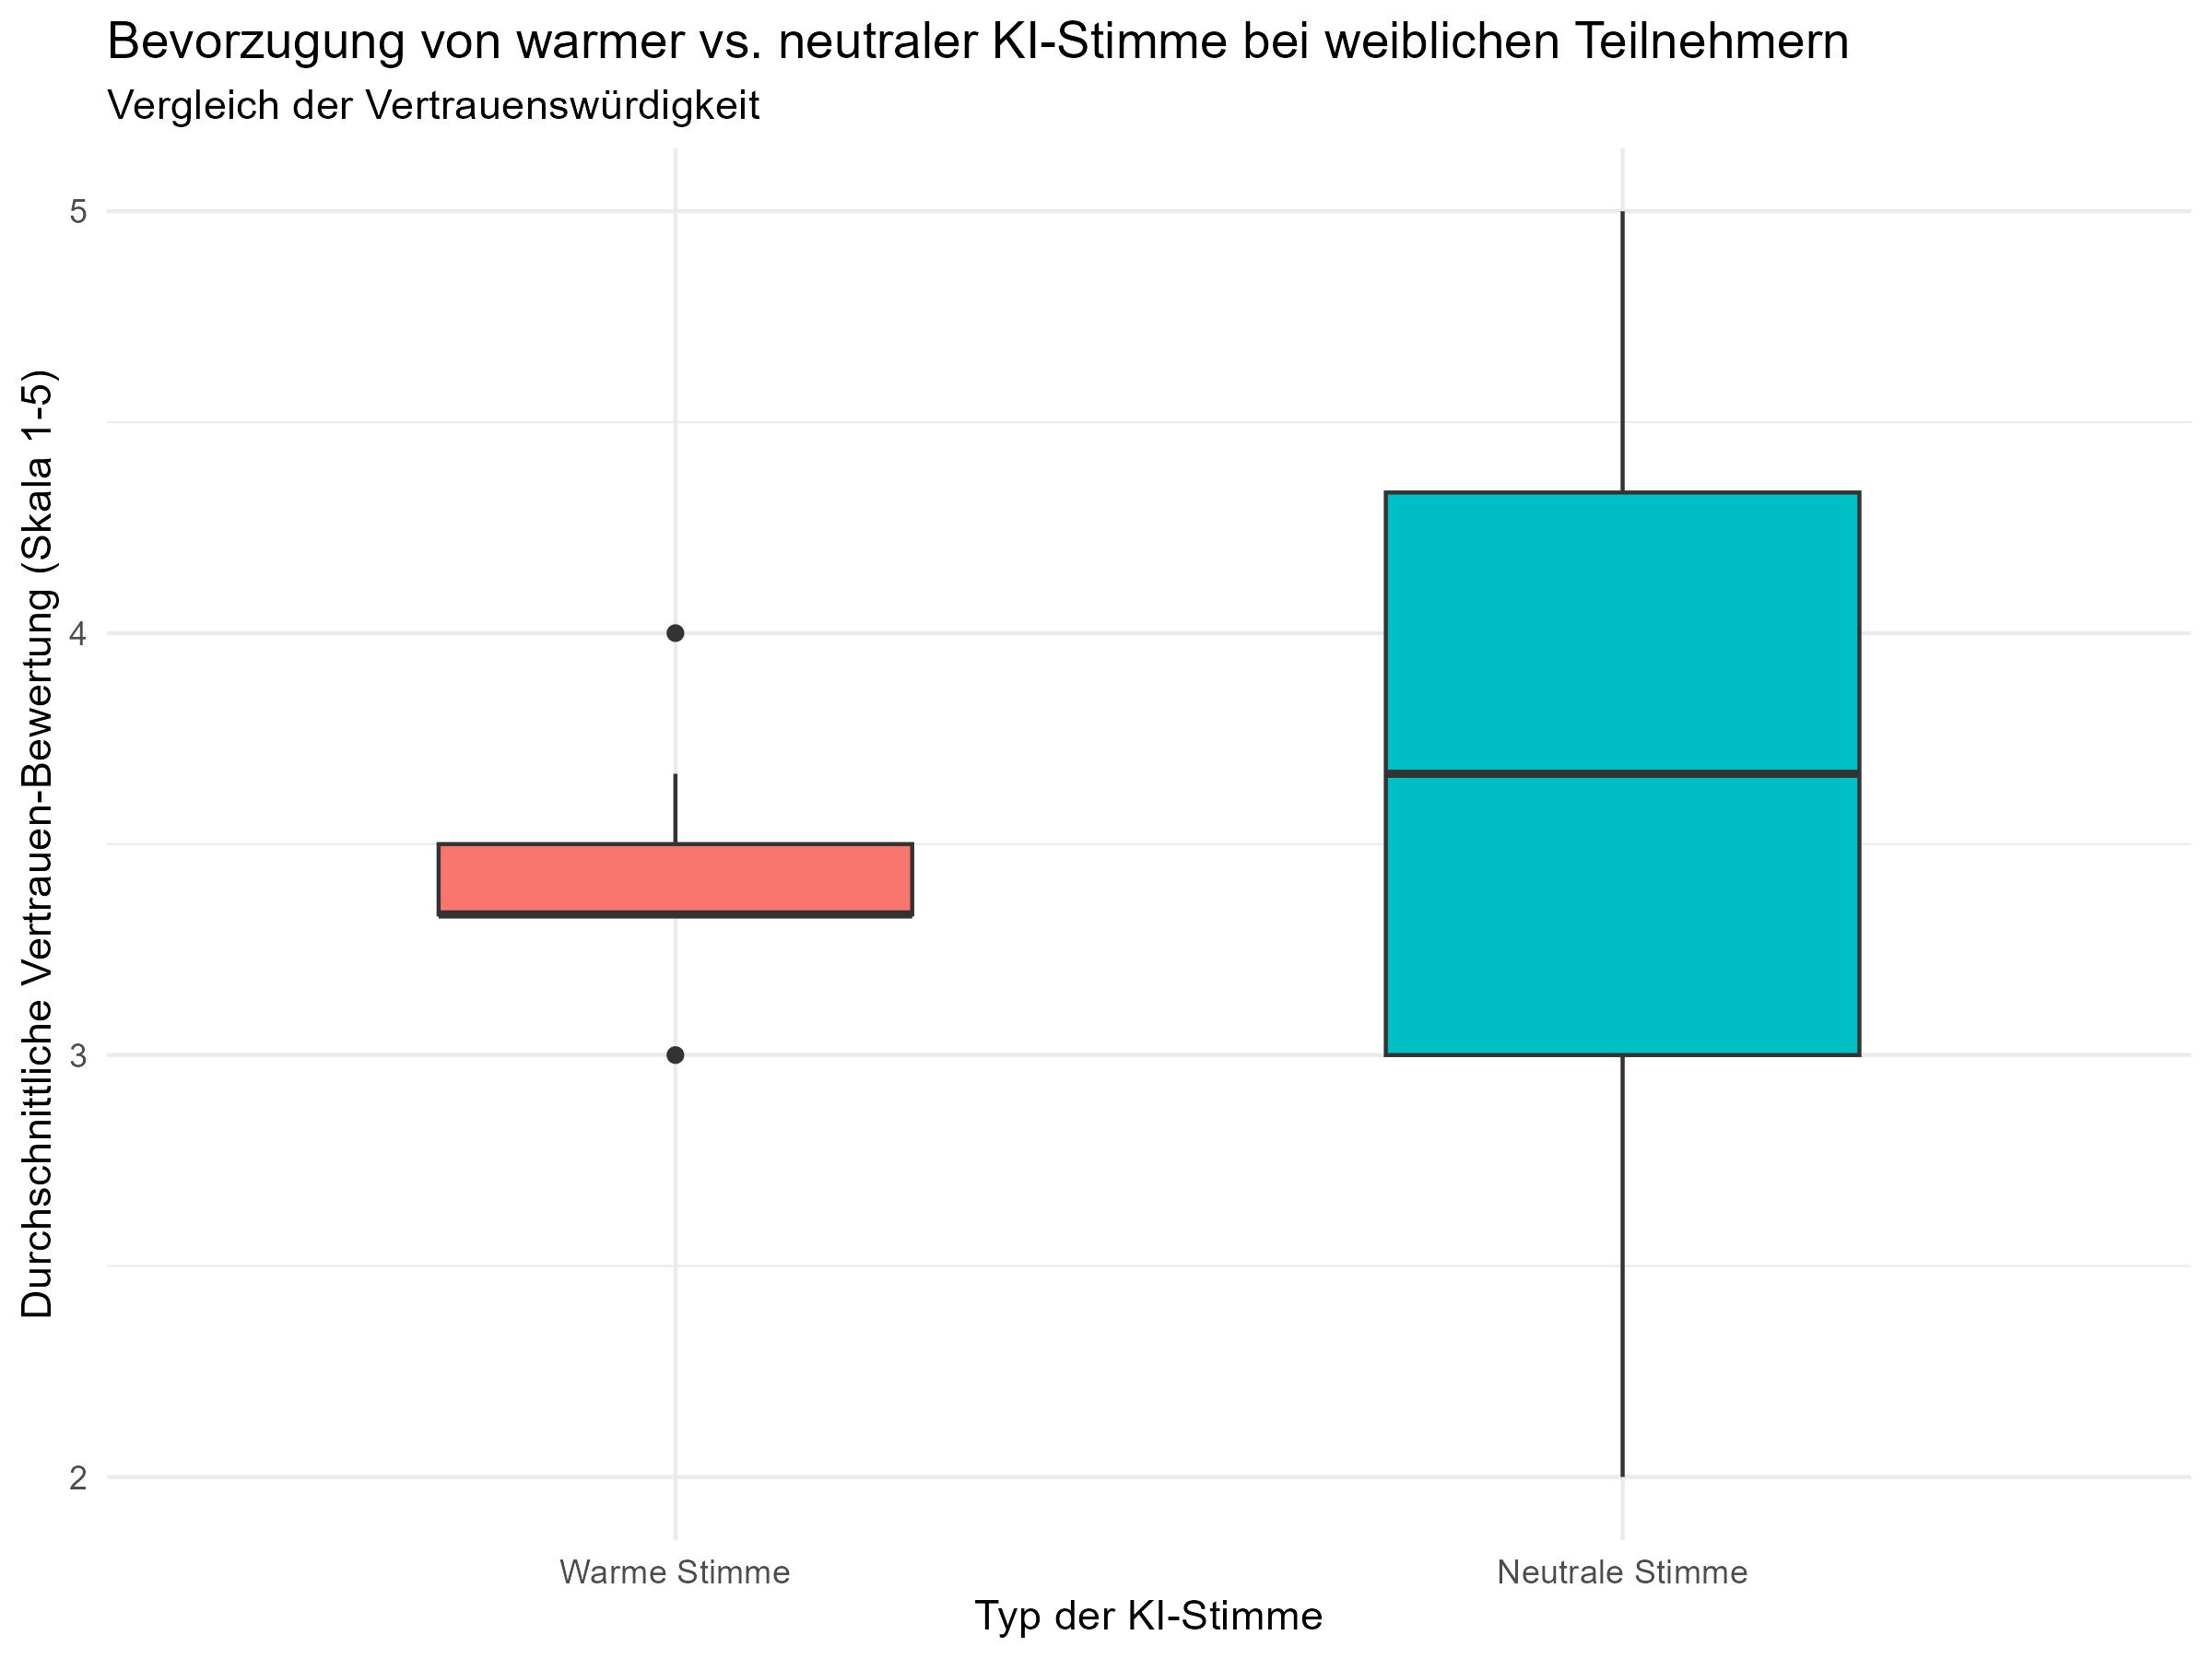 Bevorzugung von warmer vs. neutraler KI-Stimme bei weiblichen Teilnehmern
Vergleich der Vertrauenswürdigkeit
Durchschnittliche Vertrauen-Bewertung (Skala 1-5)
5
4
3
2
Warme Stimme
Neutrale Stimme
Typ der KI-Stimme